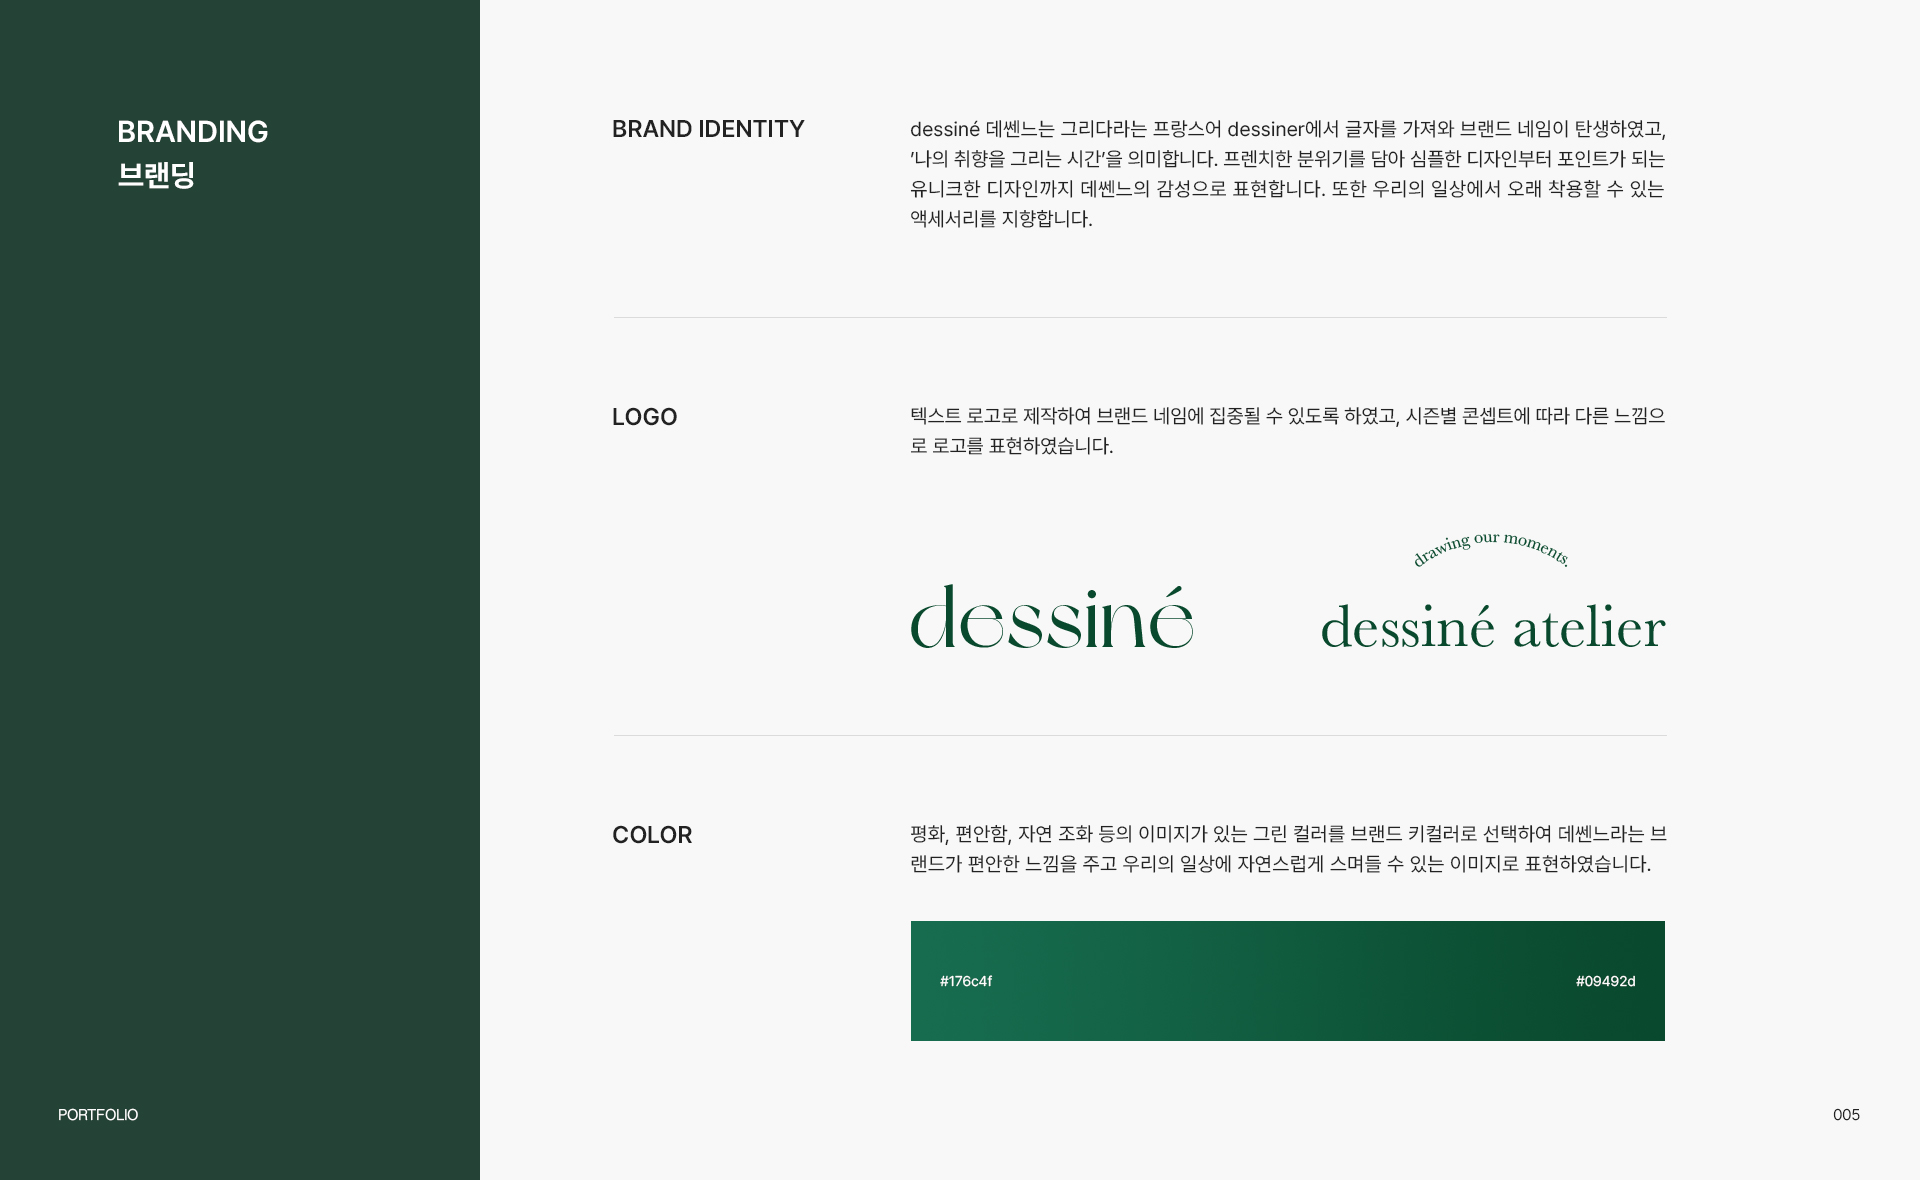 BRANDING
브랜딩
BRAND IDENTITY
dessiné 데쎈느는 그리다라는 프랑스어 dessiner에서 글자를 가져와 브랜드 네임이 탄생하였고,
'나의 취향을 그리는 시간'을 의미합니다. 프렌치한 분위기를 담아 심플한 디자인부터 포인트가 되는
유니크한 디자인까지 데쎈느의 감성으로 표현합니다. 또한 우리의 일상에서 오래 착용할 수 있는
액세서리를 지향합니다.
LOGO
텍스트 로고로 제작하여 브랜드 네임에 집중될 수 있도록 하였고, 시즌별 콘셉트에 따라 다른 느낌으
로 로고를 표현하였습니다.
dessiné
drawing our moments.
dessiné atelier
COLOR
평화, 편안함, 자연 조화 등의 이미지가 있는 그린 컬러를 브랜드 키컬러로 선택하여 데쎈느라는 브
랜드가 편안한 느낌을 주고 우리의 일상에 자연스럽게 스며들 수 있는 이미지로 표현하였습니다.
#176c4f
#09492d
PORTFOLIO
005